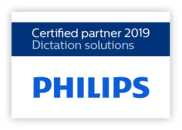 Certified partner 2019
Dictation solutions
PHILIPS